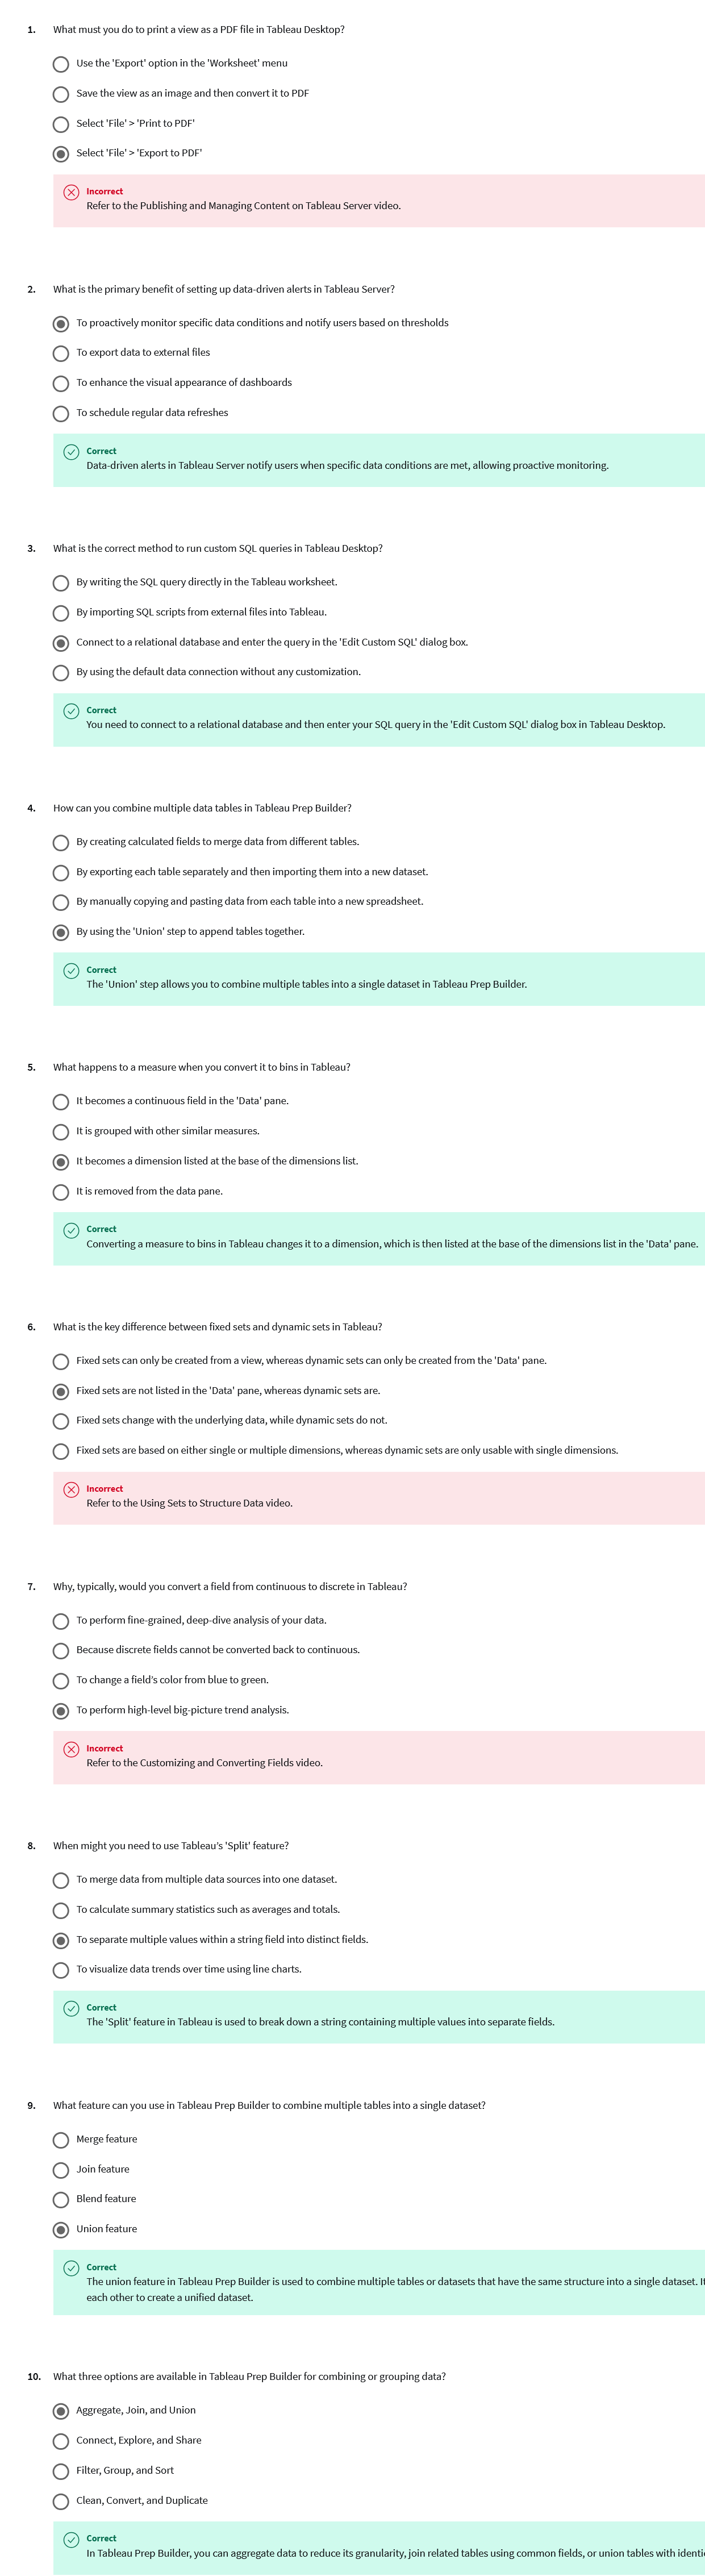 1. What must you do to print a view as a PDF file in Tableau Desktop?
Use the 'Export' option in the 'Worksheet' menu
Save the view as an image and then convert it to PDF
Select 'File' > 'Print to PDF'
Select 'File' > 'Export to PDF'
Incorrect
Refer to the Publishing and Managing Content on Tableau Server video.
2. What is the primary benefit of setting up data-driven alerts in Tableau Server?
To proactively monitor specific data conditions and notify users based on thresholds
To export data to external files
To enhance the visual appearance of dashboards
To schedule regular data refreshes
Correct
Data-driven alerts in Tableau Server notify users when specific data conditions are met, allowing proactive monitoring.
3. What is the correct method to run custom SQL queries in Tableau Desktop?
By writing the SQL query directly in the Tableau worksheet.
By importing SQL scripts from external files into Tableau.
Connect to a relational database and enter the query in the 'Edit Custom SQL' dialog box.
By using the default data connection without any customization.
Correct
You need to connect to a relational database and then enter your SQL query in the 'Edit Custom SQL' dialog box in Tableau Desktop.
4. How can you combine multiple data tables in Tableau Prep Builder?
By creating calculated fields to merge data from different tables.
By exporting each table separately and then importing them into a new dataset.
By manually copying and pasting data from each table into a new spreadsheet.
By using the 'Union' step to append tables together.
Correct
The 'Union' step allows you to combine multiple tables into a single dataset in Tableau Prep Builder.
5. What happens to a measure when you convert it to bins in Tableau?
It becomes a continuous field in the 'Data' pane.
It is grouped with other similar measures.
It becomes a dimension listed at the base of the dimensions list.
It is removed from the data pane.
Correct
Converting a measure to bins in Tableau changes it to a dimension, which is then listed at the base of the dimensions list in the 'Data' pane.
6. What is the key difference between fixed sets and dynamic sets in Tableau?
Fixed sets can only be created from a view, whereas dynamic sets can only be created from the 'Data' pane.
Fixed sets are not listed in the 'Data' pane, whereas dynamic sets are.
Fixed sets change with the underlying data, while dynamic sets do not.
Fixed sets are based on either single or multiple dimensions, whereas dynamic sets are only usable with single dimensions.
Incorrect
Refer to the Using Sets to Structure Data video.
7. Why, typically, would you convert a field from continuous to discrete in Tableau?
To perform fine-grained, deep-dive analysis of your data.
Because discrete fields cannot be converted back to continuous.
To change a field's color from blue to green.
To perform high-level big-picture trend analysis.
Incorrect
Refer to the Customizing and Converting Fields video.
8. When might you need to use Tableau's 'Split' feature?
To merge data from multiple data sources into one dataset.
To calculate summary statistics such as averages and totals.
To separate multiple values within a string field into distinct fields.
To visualize data trends over time using line charts.
Correct
The 'Split' feature in Tableau is used to break down a string containing multiple values into separate fields.
9. What feature can you use in Tableau Prep Builder to combine multiple tables into a single dataset?
Merge feature
Join feature
Blend feature
Union feature
Correct
The union feature in Tableau Prep Builder is used to combine multiple tables or datasets that have the same structure into a single dataset.
each other to create a unified dataset.
10. What three options are available in Tableau Prep Builder for combining or grouping data?
Aggregate, Join, and Union
Connect, Explore, and Share
Filter, Group, and Sort
Clean, Convert, and Duplicate
Correct
In Tableau Prep Builder, you can aggregate data to reduce its granularity, join related tables using common fields, or union tables with